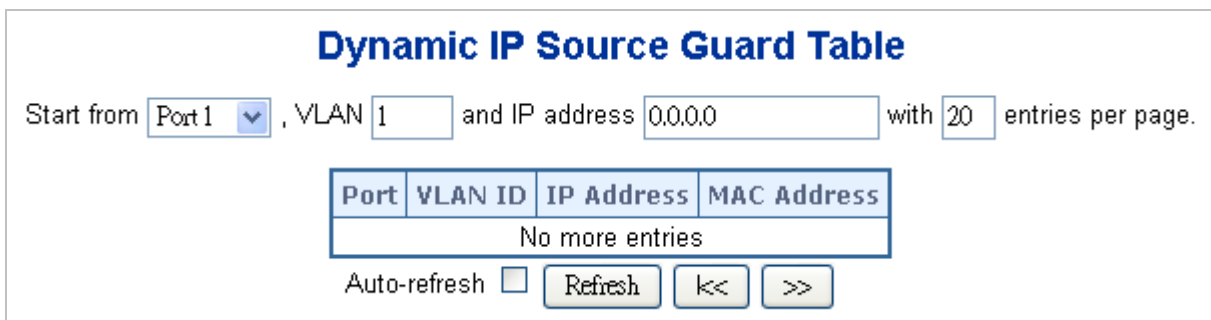 Dynamic IP Source Guard Table
Start from Port 1 , VLAN 1 and IP address 0.0.0.0 with 20 entries per page.
Port VLAN ID IP Address MAC Address
No more entries
Auto-refresh Refresh |<< >>